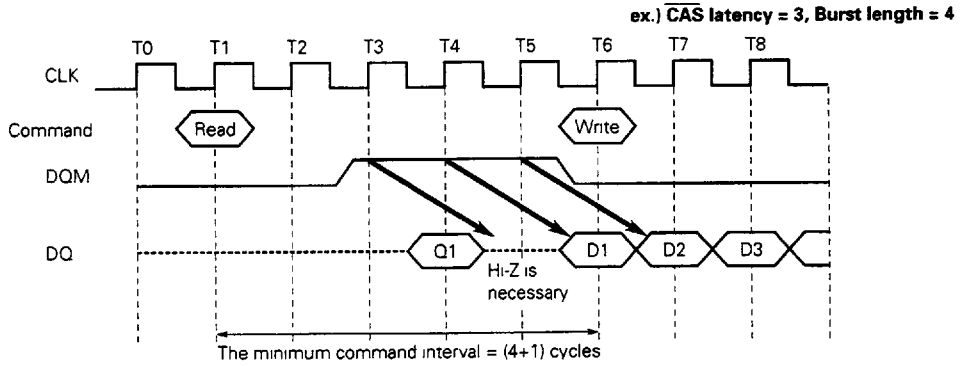 ex.) CAS latency = 3, Burst length = 4
T0 T1 T2 T3 T4 T5 T6 T7 T8
CLK
Command Read Write
DQM
DQ Q1 D1 D2 D3
Hi-Z is
necessary
The minimum command interval = (4+1) cycles